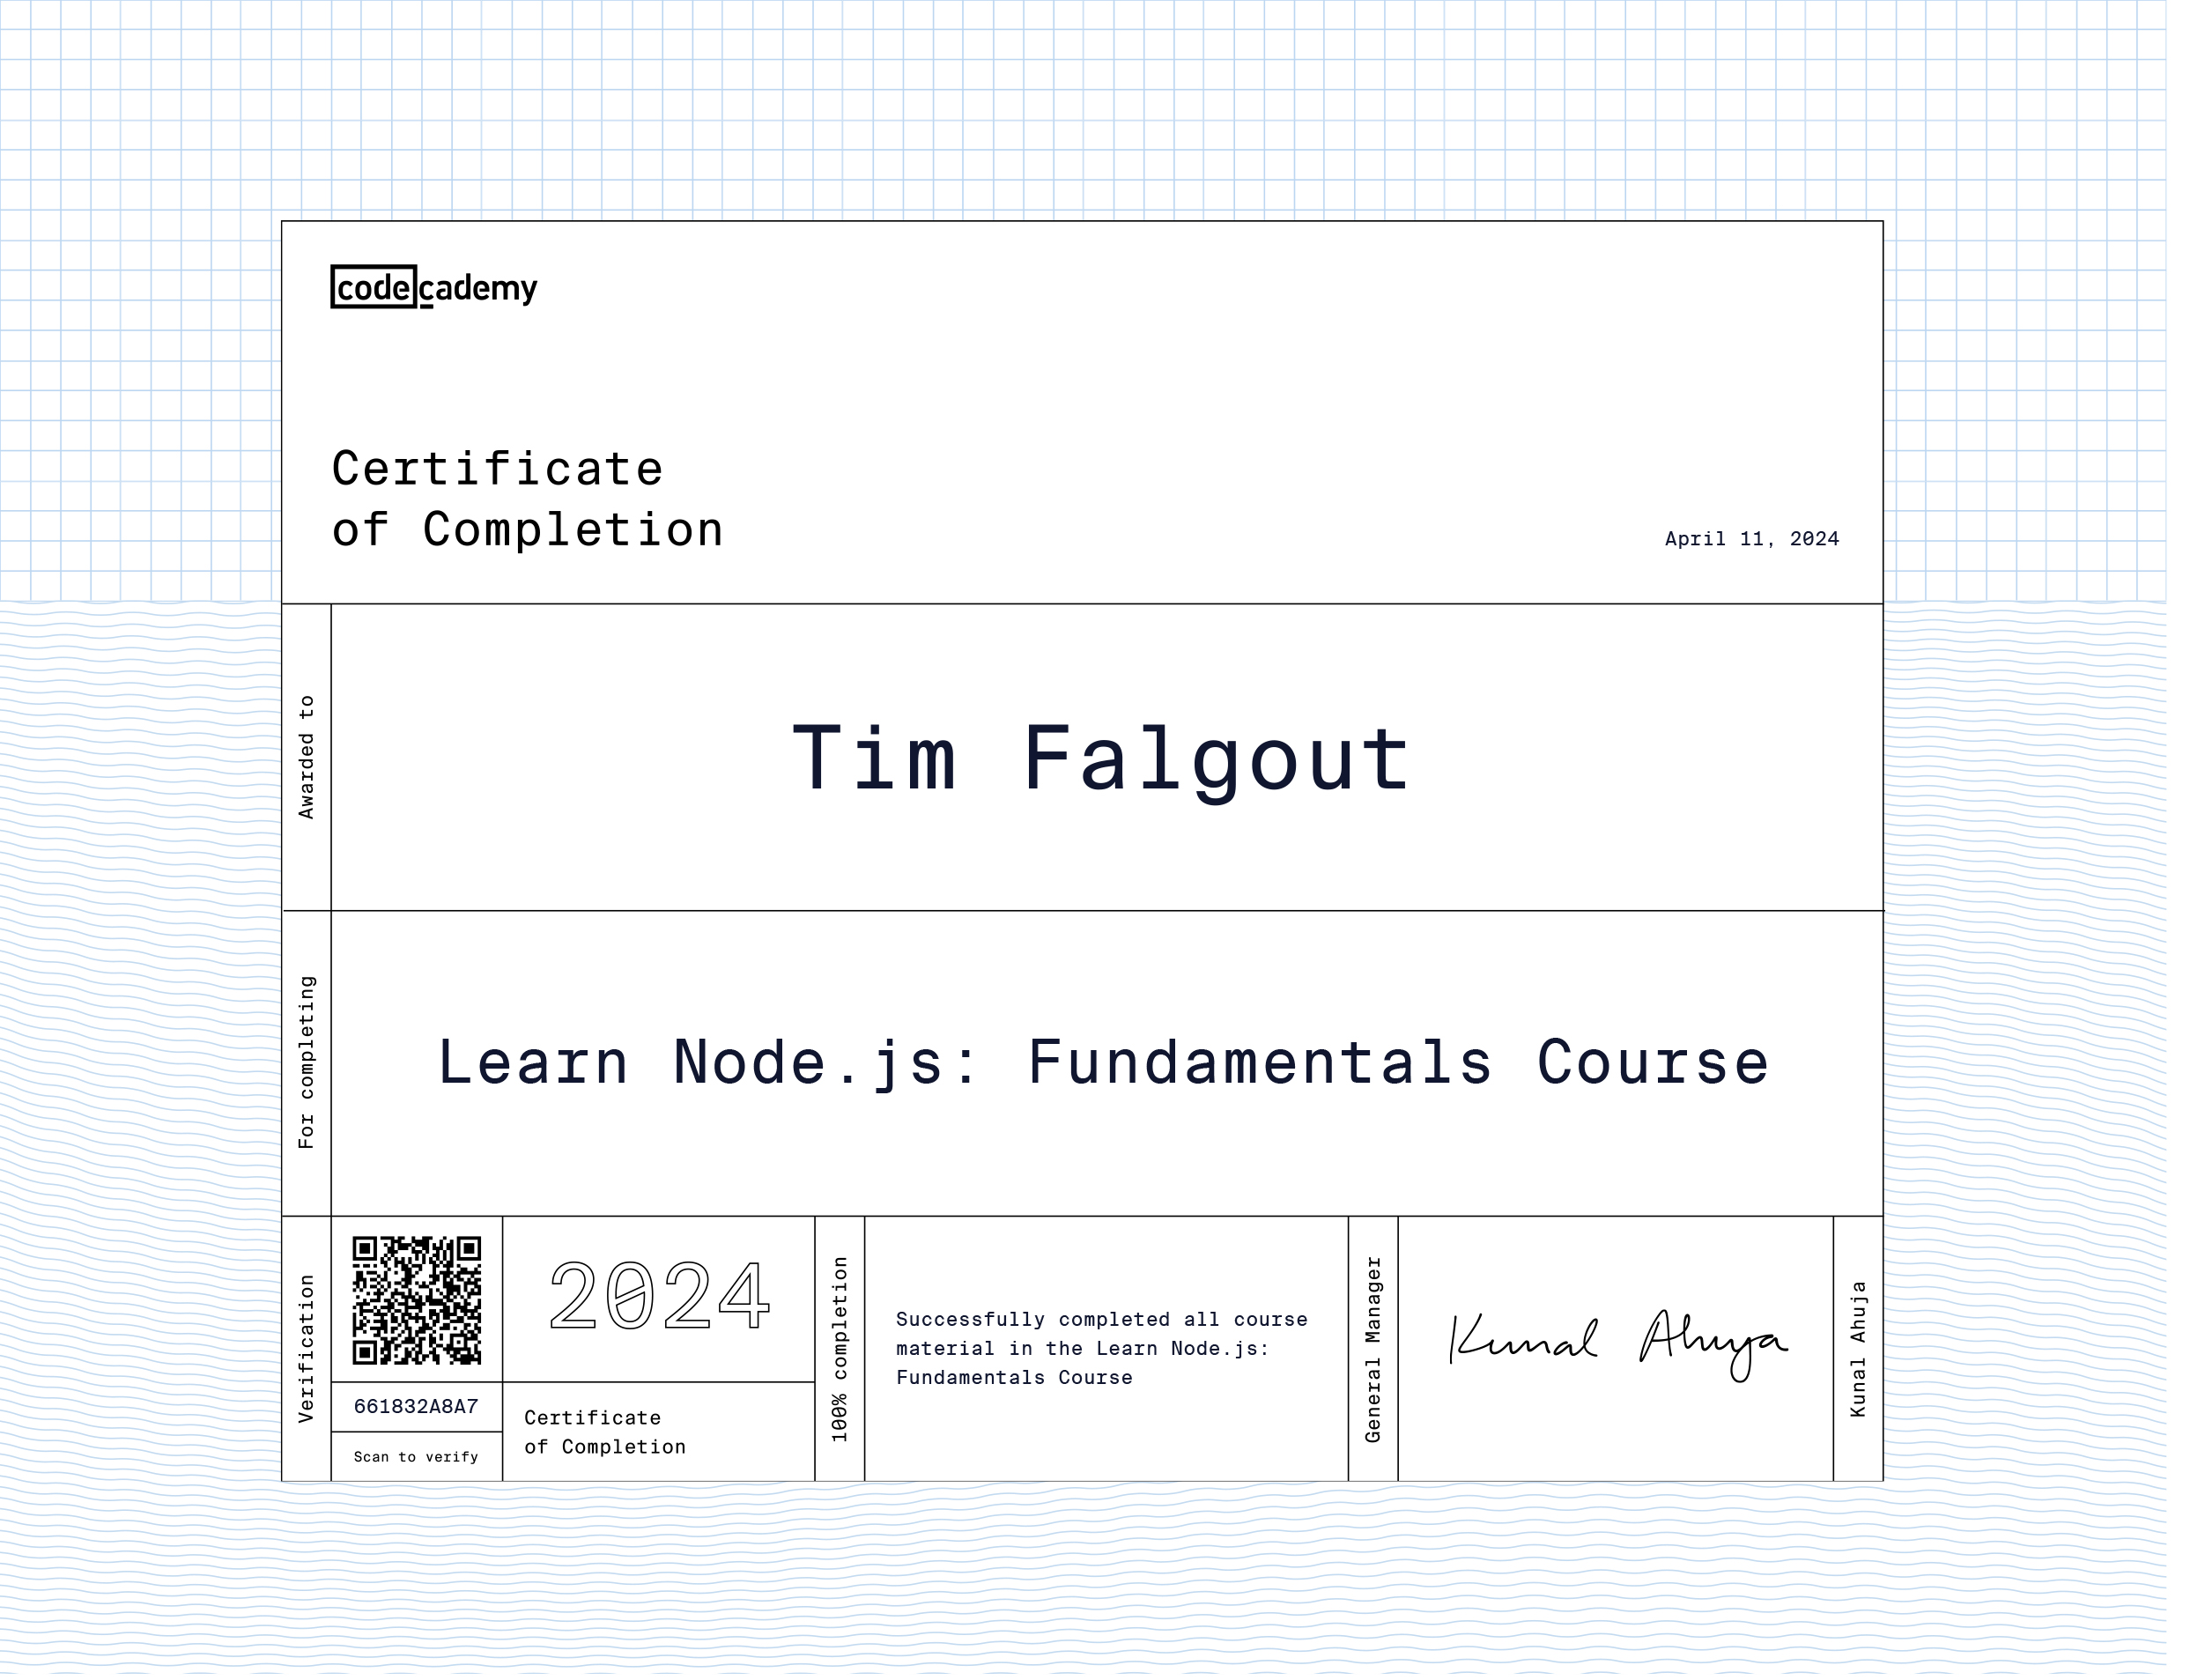 codecademy
Certificate
of Completion
April 11, 2024
Awarded to
Tim Falgout
For completing
Learn Node.js: Fundamentals Course
Verification
661832A8A7
Scan to verify
2024
Certificate
of Completion
100% completion
Successfully completed all course
material in the Learn Node.js:
Fundamentals Course
General Manager
Kunal Ahuja
Kunal Ahuja